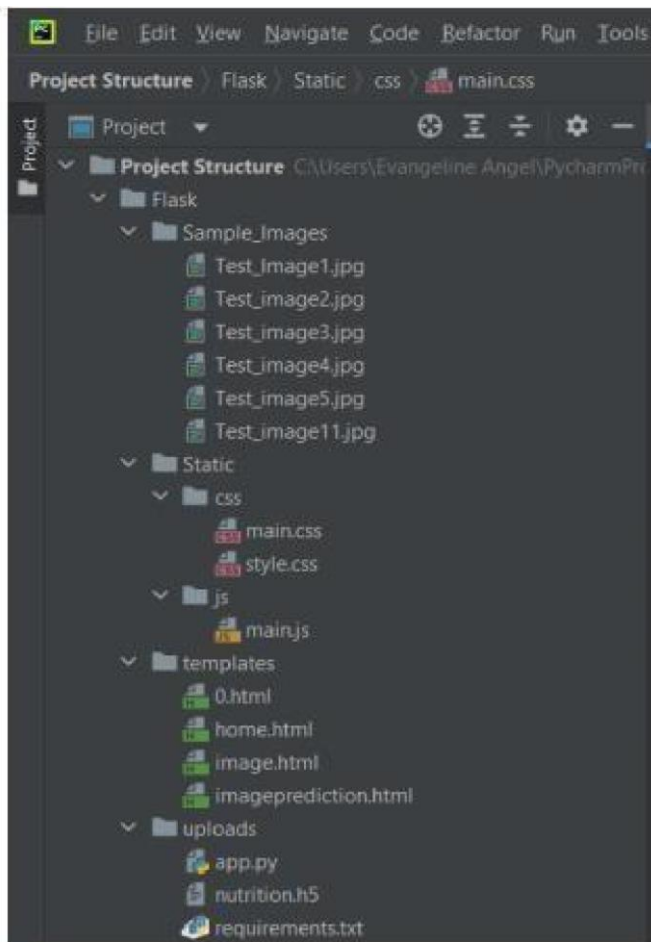 File Edit View Navigate Code Refactor Run Tools
Project Structure Flask Static css main.css
Project
Project
Project Structure C:\Users\Evangeline Angel\PycharmPro
Flask
Sample_Images
Test_Image1.jpg
Test_image2.jpg
Test_image3.jpg
Test_image4.jpg
Test_image5.jpg
Test_image11.jpg
Static
css
main.css
style.css
js
main.js
templates
0.html
home.html
image.html
imageprediction.html
uploads
app.py
nutrition.h5
requirements.txt